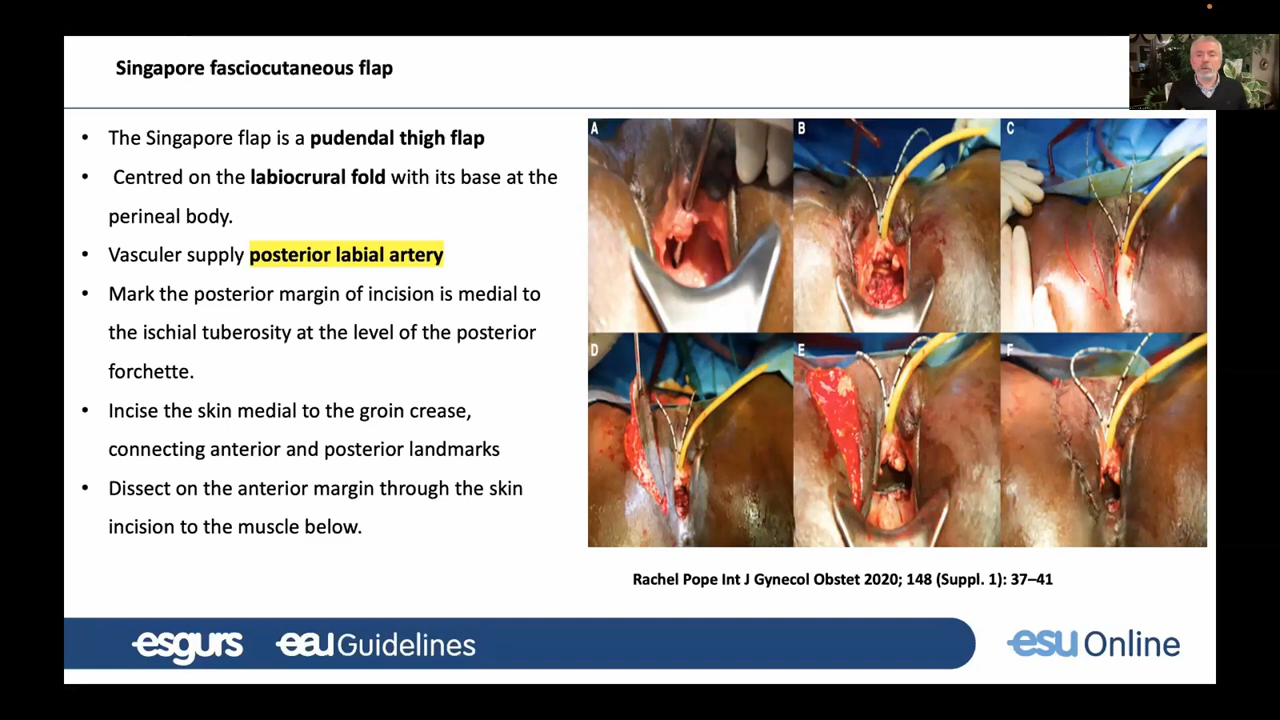 Singapore fasciocutaneous flap
• The Singapore flap is a pudendal thigh flap
• Centred on the labiocrural fold with its base at the
perineal body.
• Vasculer supply posterior labial artery
• Mark the posterior margin of incision is medial to
the ischial tuberosity at the level of the posterior
forchette.
• Incise the skin medial to the groin crease,
connecting anterior and posterior landmarks
• Dissect on the anterior margin through the skin
incision to the muscle below.
A B C
D E F
Rachel Pope Int J Gynecol Obstet 2020; 148 (Suppl. 1): 37–41
esgurs eau Guidelines esu Online